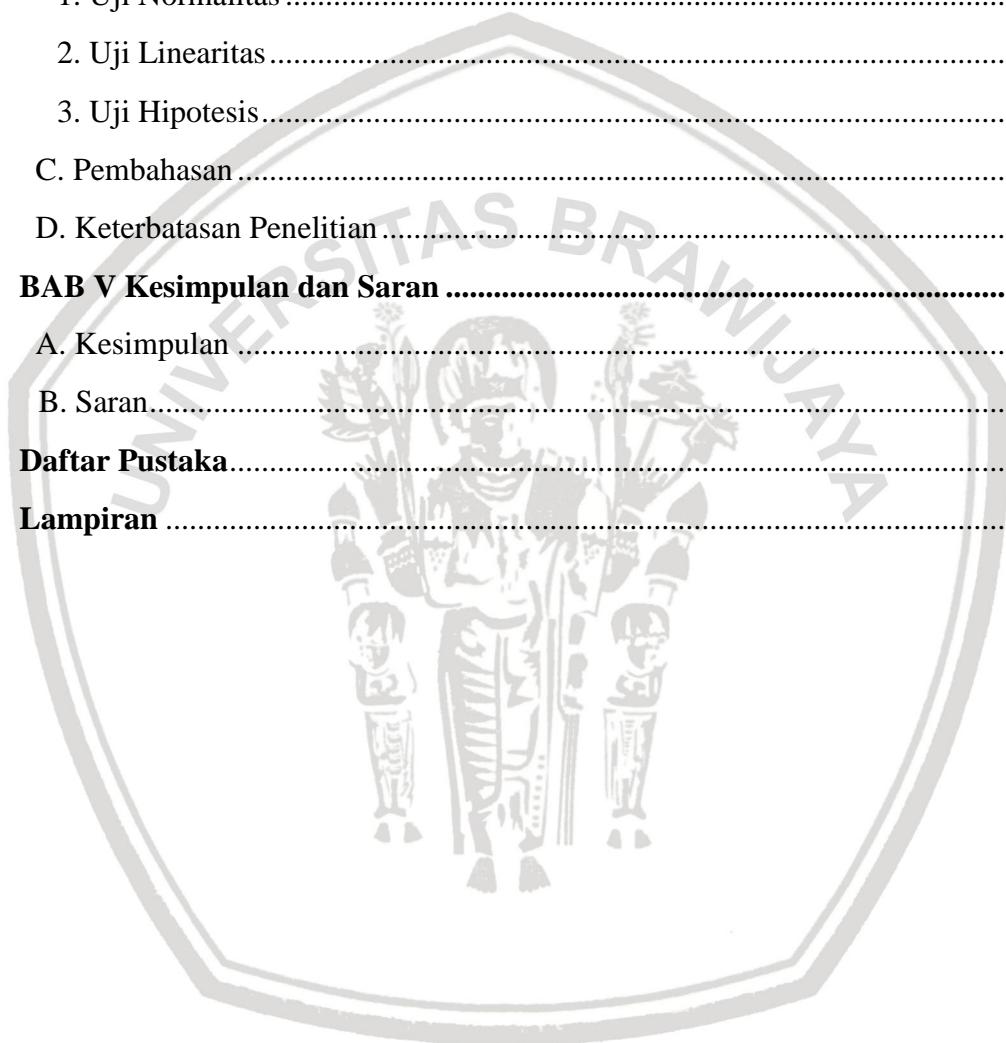 1. Uji Normalitas
2. Uji Linearitas
3. Uji Hipotesis
C. Pembahasan
D. Keterbatasan Penelitian
BAB V Kesimpulan dan Saran
A. Kesimpulan
B. Saran
Daftar Pustaka
Lampiran
UNIVERSITAS BRAWIJAYA